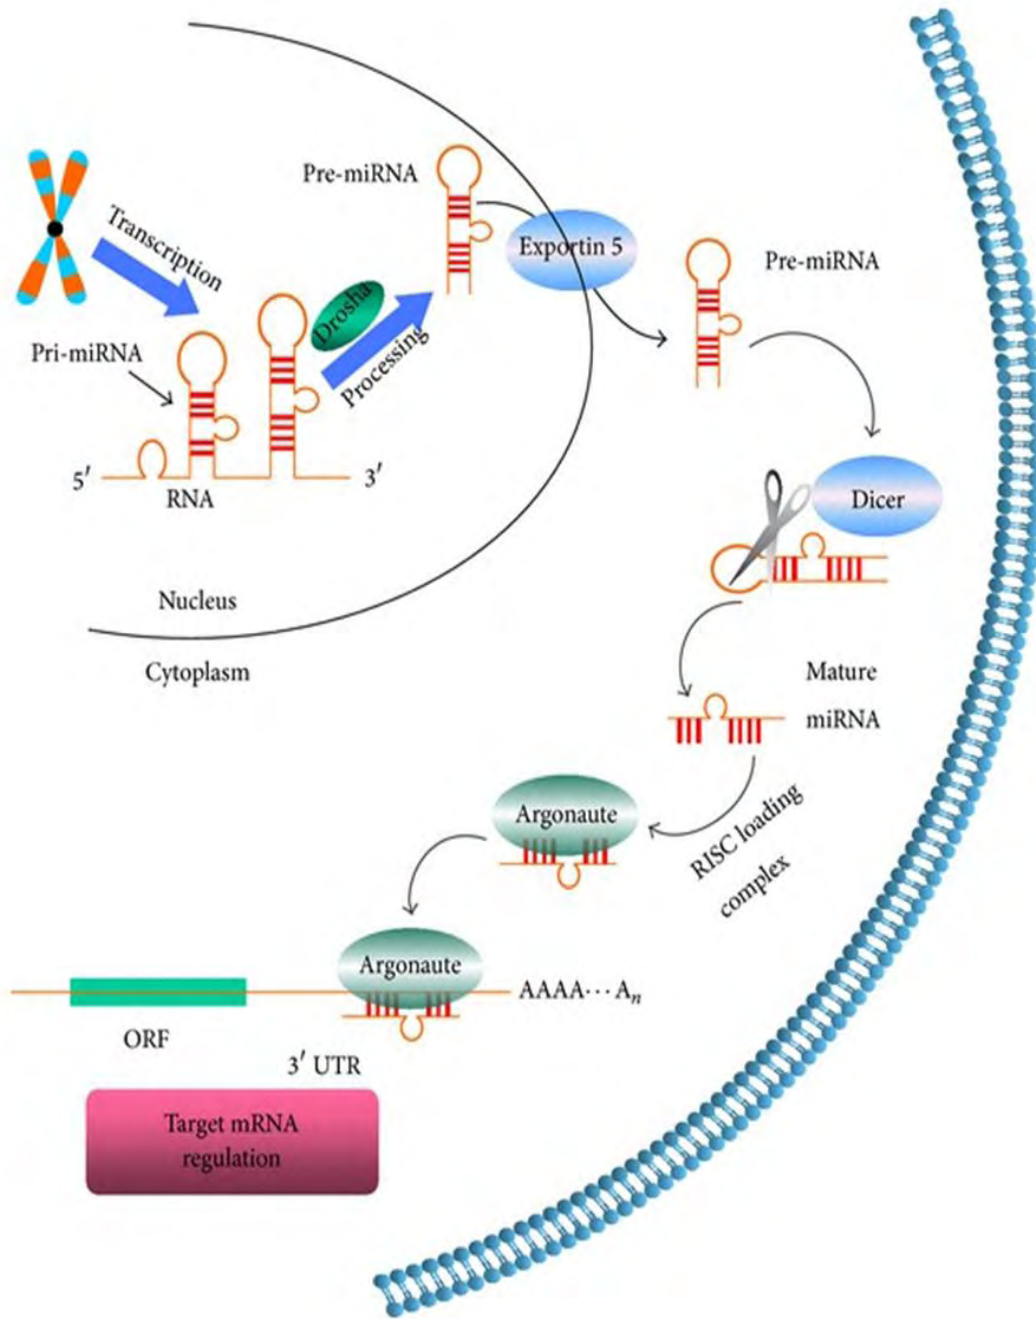 Pre-miRNA
Transcription
Exportin 5
Pre-miRNA
Drosha
Processing
Pri-miRNA
5′
3′
RNA
Dicer
Nucleus
Cytoplasm
Mature
miRNA
Argonaute
RISC loading
complex
Argonaute
AAAA···Aₙ
ORF
3′ UTR
Target mRNA
regulation